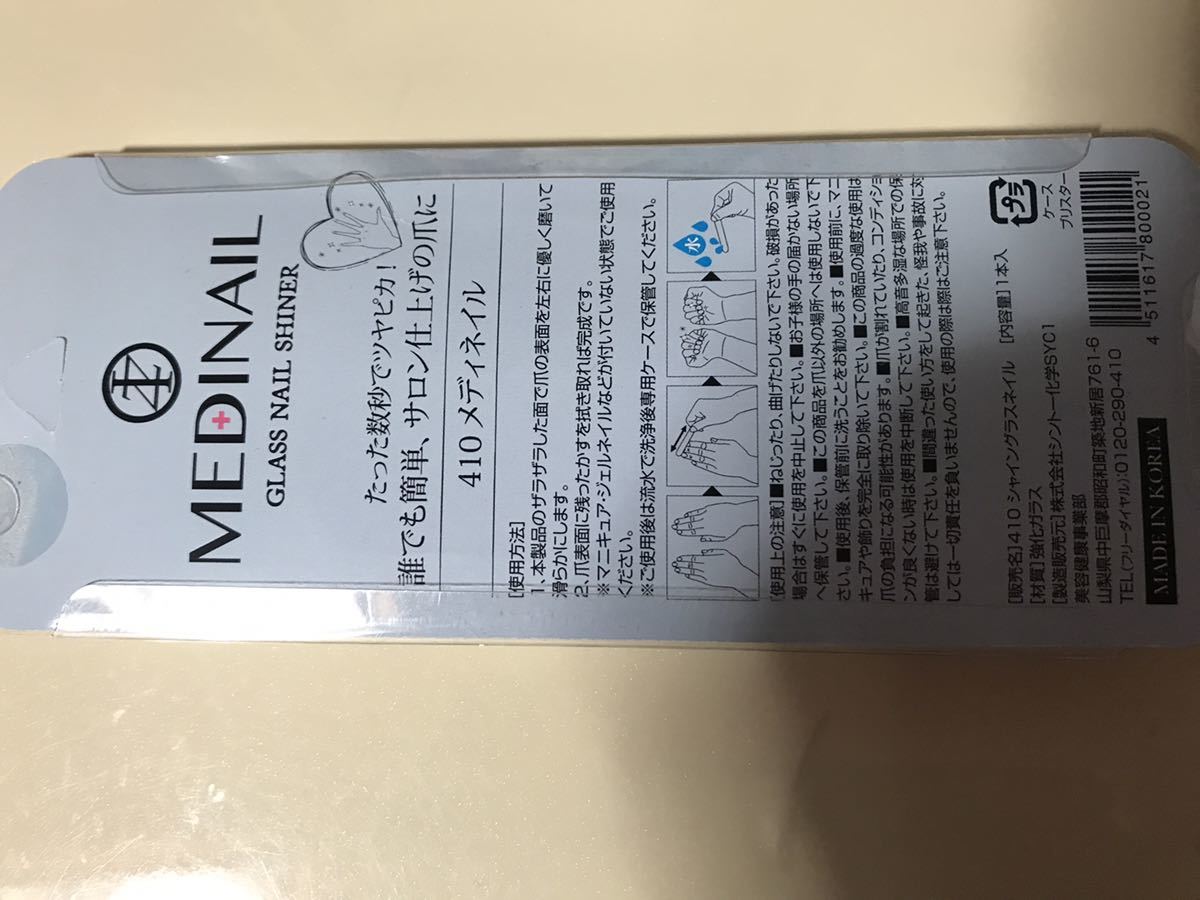 MEDINAIL
GLASS NAIL SHINER
たった数秒でツヤピカ!
誰でも簡単、サロン仕上げの爪に
410 メディネイル
[使用方法]
1、本製品のザラザラした面で爪の表面を左右に優しく磨いて
滑らかにします。
2、爪表面に残ったかすを拭き取れば完成です。
※マニキュア・ジェルネイルなどが付いていない状態でご使用
ください。
※ご使用後は流水で洗浄後専用ケースで保管してください。
水
[使用上の注意]■ねじったり、曲げたりしないで下さい。破損があった
場合はすぐに使用を中止して下さい。■お子様の手の届かない場所
へ保管して下さい。■この商品を爪以外の場所へは使用しないで下
さい。■使用後、保管前に洗うことをお勧めします。■使用前に、マニ
キュアや飾りを完全に取り除いて下さい。■この商品の過度な使用は
爪の負担になる可能性があります。■爪が割れていたり、コンディショ
ンが良くない時は使用を中断して下さい。■高音多湿な場所での保
管は避けて下さい。■間違った使い方をして起きた、怪我や事故に対
しては一切責任を負いませんので、使用の際は際はご注意下さい。
[販売名]410 シャイングラスネイル [内容量]1本入
[材質]強化ガラス
[製造販売元]株式会社シントー化学SYC1
美容健康事業部
山梨県中巨摩郡昭和町築地新居761-6
TEL(フリーダイヤル):0120-290-410
MADE IN KOREA
プラ
ケース
ブリスター
4 511617 800021